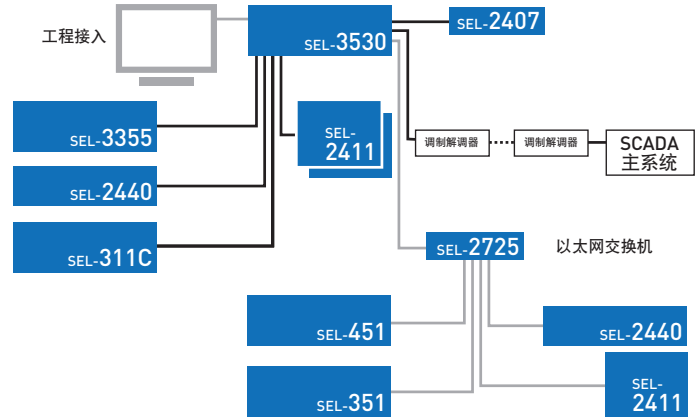 工程接入
SEL-3530
SEL-2407
SEL-3355
SEL-
2411
调制解调器
调制解调器
SCADA
主系统
SEL-2440
SEL-311C
SEL-2725
以太网交换机
SEL-451
SEL-2440
SEL-351
SEL-
2411